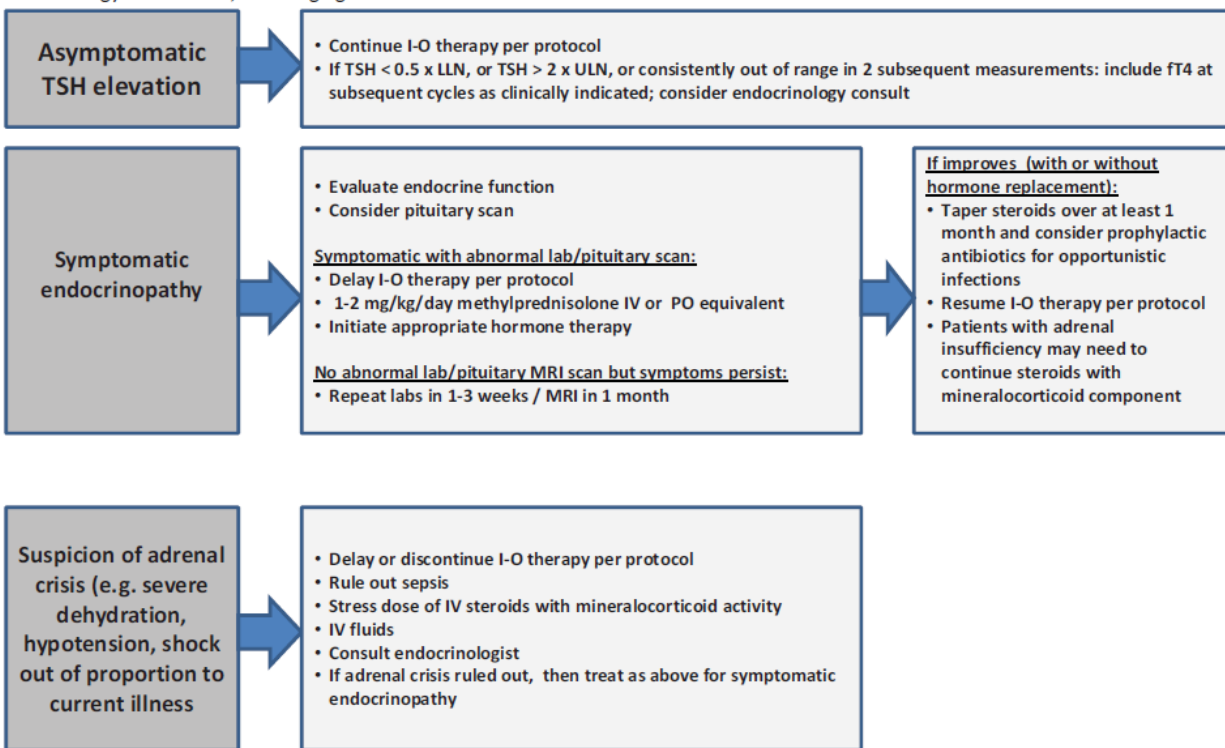 Asymptomatic
TSH elevation
• Continue I-O therapy per protocol
• If TSH < 0.5 x LLN, or TSH > 2 x ULN, or consistently out of range in 2 subsequent measurements: include fT4 at
subsequent cycles as clinically indicated; consider endocrinology consult
Symptomatic
endocrinopathy
• Evaluate endocrine function
• Consider pituitary scan
Symptomatic with abnormal lab/pituitary scan:
• Delay I-O therapy per protocol
• 1-2 mg/kg/day methylprednisolone IV or PO equivalent
• Initiate appropriate hormone therapy
No abnormal lab/pituitary MRI scan but symptoms persist:
• Repeat labs in 1-3 weeks / MRI in 1 month
If improves (with or without
hormone replacement):
• Taper steroids over at least 1
month and consider prophylactic
antibiotics for opportunistic
infections
• Resume I-O therapy per protocol
• Patients with adrenal
insufficiency may need to
continue steroids with
mineralocorticoid component
Suspicion of adrenal
crisis (e.g. severe
dehydration,
hypotension, shock
out of proportion to
current illness
• Delay or discontinue I-O therapy per protocol
• Rule out sepsis
• Stress dose of IV steroids with mineralocorticoid activity
• IV fluids
• Consult endocrinologist
• If adrenal crisis ruled out, then treat as above for symptomatic
endocrinopathy